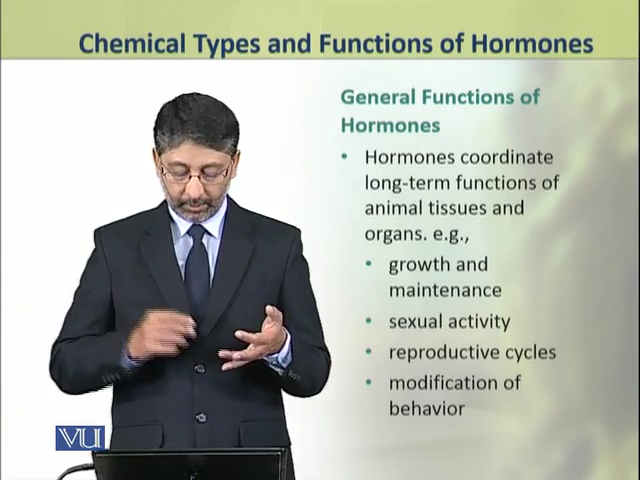 Chemical Types and Functions of Hormones
General Functions of
Hormones
• Hormones coordinate
long-term functions of
animal tissues and
organs. e.g.,
• growth and
maintenance
• sexual activity
• reproductive cycles
• modification of
behavior
VU